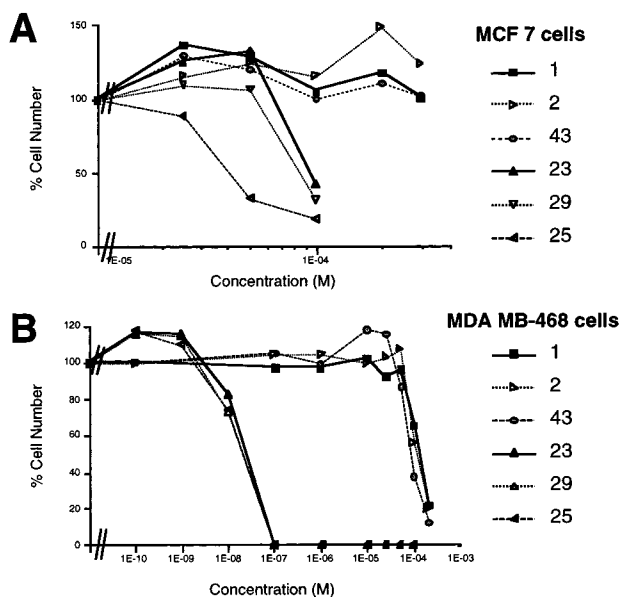 A
MCF 7 cells
150
100
50
0
% Cell Number
1E-05
1E-04
Concentration (M)
1
2
43
23
29
25
B
MDA MB-468 cells
120
100
80
60
40
20
0
% Cell Number
1E-10
1E-09
1E-08
1E-07
1E-06
1E-05
1E-04
1E-03
Concentration (M)
1
2
43
23
29
25